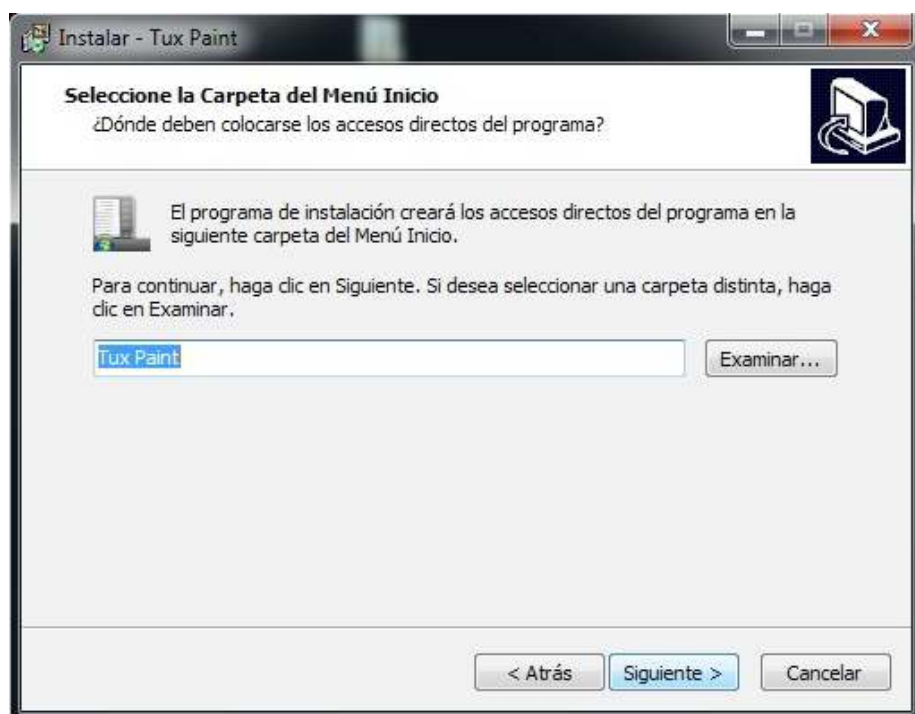 Instalar - Tux Paint
Seleccione la Carpeta del Menú Inicio
¿Dónde deben colocarse los accesos directos del programa?
El programa de instalación creará los accesos directos del programa en la
siguiente carpeta del Menú Inicio.
Para continuar, haga clic en Siguiente. Si desea seleccionar una carpeta distinta, haga
clic en Examinar.
Tux Paint
Examinar...
< Atrás
Siguiente >
Cancelar